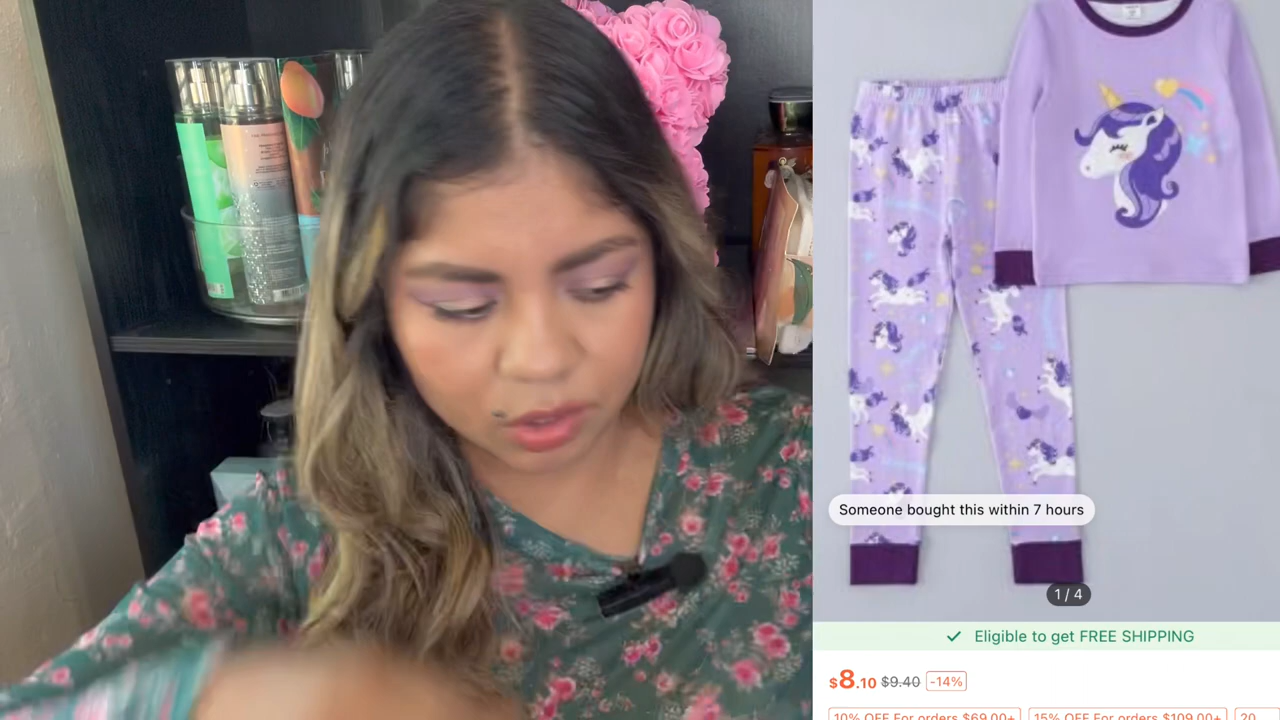 Someone bought this within 7 hours
1 / 4
Eligible to get FREE SHIPPING
$8.10 $9.40 -14%
10% OFF For orders $69.00+ 15% OFF For orders $109.00+ 20